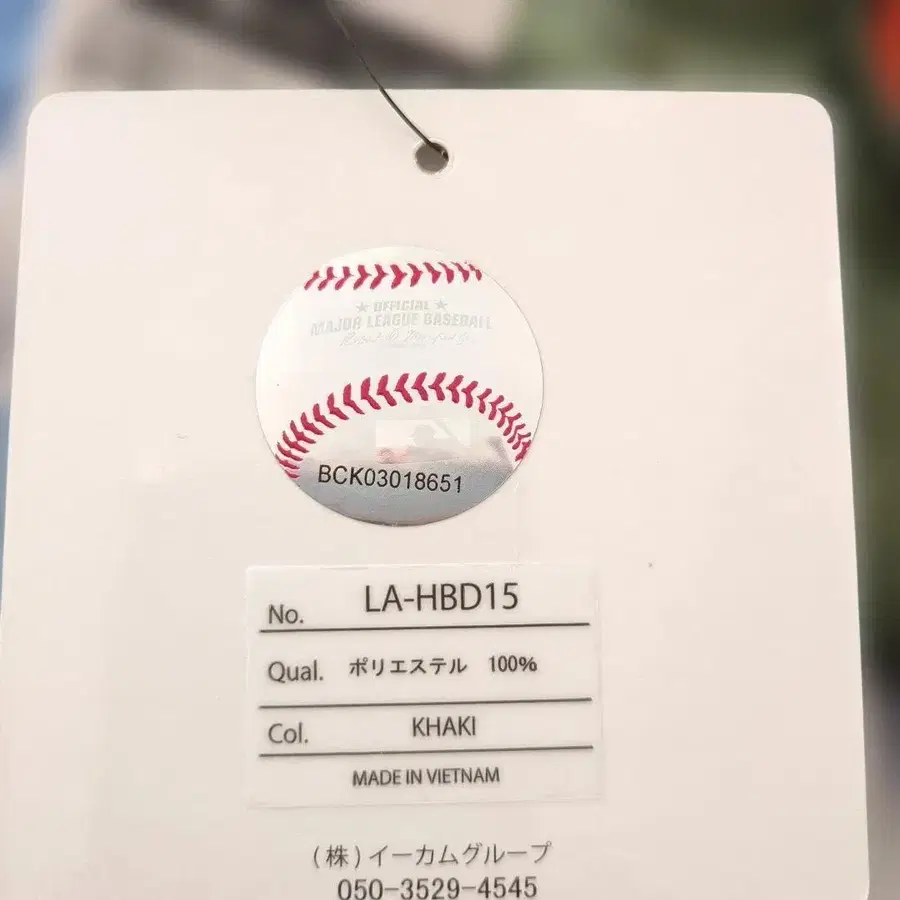 ★ OFFICIAL ★
MAJOR LEAGUE BASEBALL
BCK03018651
No. LA-HBD15
Qual. ポリエステル 100%
Col. KHAKI
MADE IN VIETNAM
(株)イーカムグループ
050-3529-4545